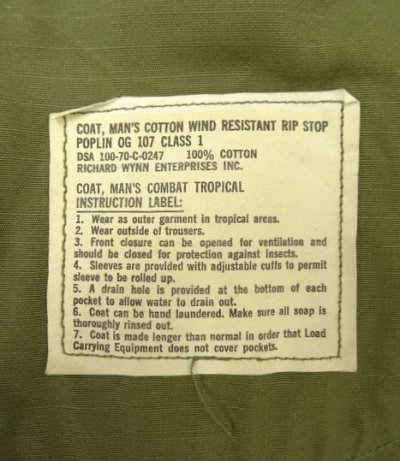 COAT, MAN'S COTTON WIND RESISTANT RIP STOP
POPLIN OG 107 CLASS 1
DSA 100-70-C-0247 100% COTTON
RICHARD WYNN ENTERPRISES INC.
COAT, MAN'S COMBAT TROPICAL
INSTRUCTION LABEL:
1. Wear as outer garment in tropical areas.
2. Wear outside of trousers.
3. Front closure can be opened for ventilation and
should be closed for protection against insects.
4. Sleeves are provided with adjustable cuffs to permit
sleeve to be rolled up.
5. A drain hole is provided at the bottom of each
pocket to allow water to drain out.
6. Coat can be hand laundered. Make sure all soap is
thoroughly rinsed out.
7. Coat is made longer than normal in order that Load
Carrying Equipment does not cover pockets.